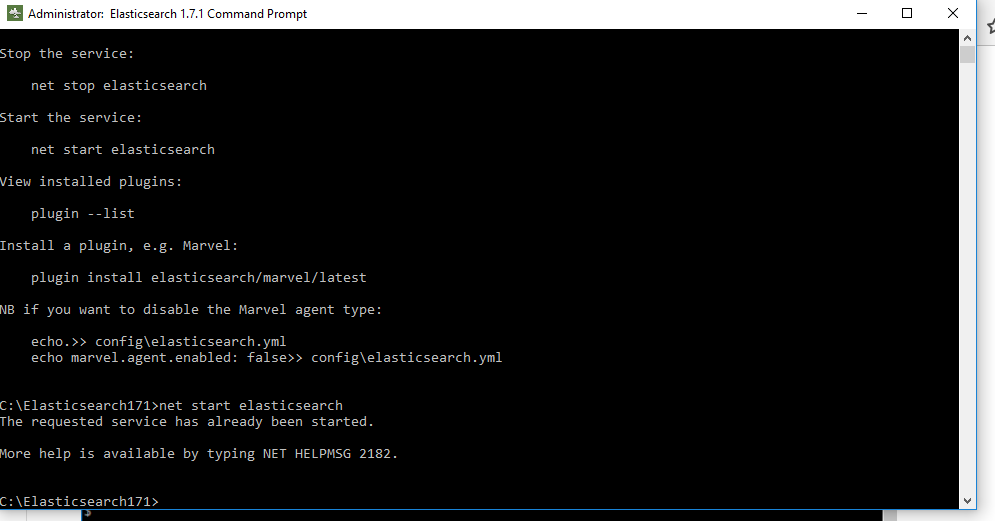 Administrator: Elasticsearch 1.7.1 Command Prompt
Stop the service:
net stop elasticsearch
Start the service:
net start elasticsearch
View installed plugins:
plugin --list
Install a plugin, e.g. Marvel:
plugin install elasticsearch/marvel/latest
NB if you want to disable the Marvel agent type:
echo.>> config\elasticsearch.yml
echo marvel.agent.enabled: false>> config\elasticsearch.yml
C:\Elasticsearch171>net start elasticsearch
The requested service has already been started.
More help is available by typing NET HELPMSG 2182.
C:\Elasticsearch171>